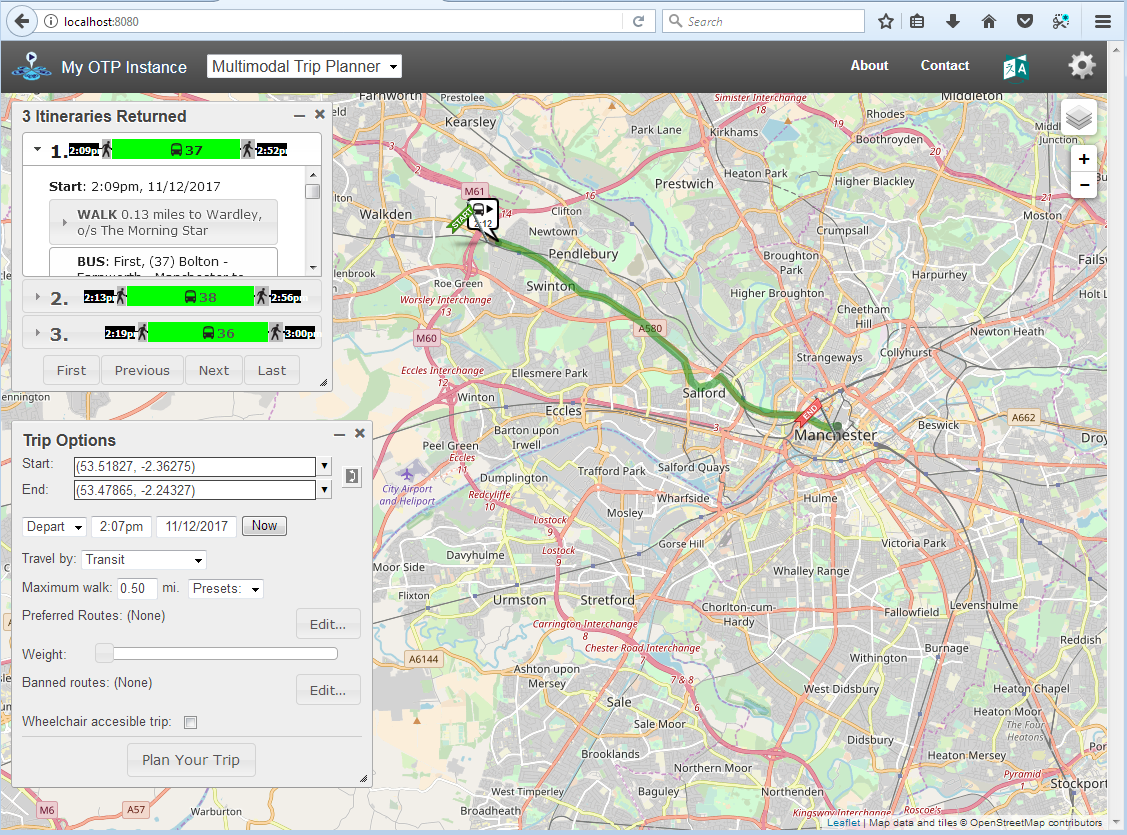 localhost:8080
Search
My OTP Instance
Multimodal Trip Planner
About
Contact
3 Itineraries Returned
1.
2:09pm
37
2:52pm
Start: 2:09pm, 11/12/2017
WALK 0.13 miles to Wardley,
o/s The Morning Star
BUS: First, (37) Bolton -
Farnworth - Manchester to
2.
2:13pm
38
2:56pm
3.
2:19pm
36
3:00pm
First
Previous
Next
Last
Trip Options
Start:
(53.51827, -2.36275)
End:
(53.47865, -2.24327)
Depart
2:07pm
11/12/2017
Now
Travel by:
Transit
Maximum walk:
0.50
mi.
Presets:
Preferred Routes: (None)
Edit...
Weight:
Banned routes: (None)
Edit...
Wheelchair accesible trip:
Plan Your Trip
+
-
Farnworth
Prestolee
Kearsley
Simister Interchange
18
Middleton
Park Lane
Kirkhams
Rhodes
Boothroyden
Middleton
Junction
Heaton Park
Higher Blackley
M61
16
Prestwich
START
14
Walkden
Clifton
Newtown
Pendlebury
Crumpsall
Moston
Broughton
Park
Harpurhey
Roe Green
Swinton
Worsley Interchange
13
Higher Broughton
Cheetham
Hill
Newton Heath
A580
M60
Strangeways
Collyhurst
Eccles Interchange
12
Ellesmere Park
Salford
Winton
Eccles
END
Manchester
Beswick
A662
Droy
Barton upon
Irwell
Peel Green
Eccles
11
Salford Quays
Trafford Park
Dumplington
City Airport
and Heliport
Redclyffe
10
Wharfside
Hulme
Mosley
Lostock
9
Gorse Hill
Victoria Park
Lostock
9
Davyhulme
Moor Side
Whalley Range
Flixton
Urmston
Stretford
Chorlton-cum-
Hardy
Fallowfield
Levenshulme
Carrington Interchange
8
Chester Road Interchange
7
Reddish
A6144
Burnage
Withington
7 & 8
Ashton upon
Mersey
West Didsbury
Heaton Chapel
Sale
Sale Moor
Heaton Moor
The Four
Heatons
Didsbury
Brooklands
Heaton Mersey
Northern Moor
Pyramid
1
Stockport
West Timperley
Baguley
Northenden
Broadheath
Kingsway Interchange
Roscoe's
M6
A57
Warburton
Leaflet | Map data and tiles © OpenStreetMap contributors